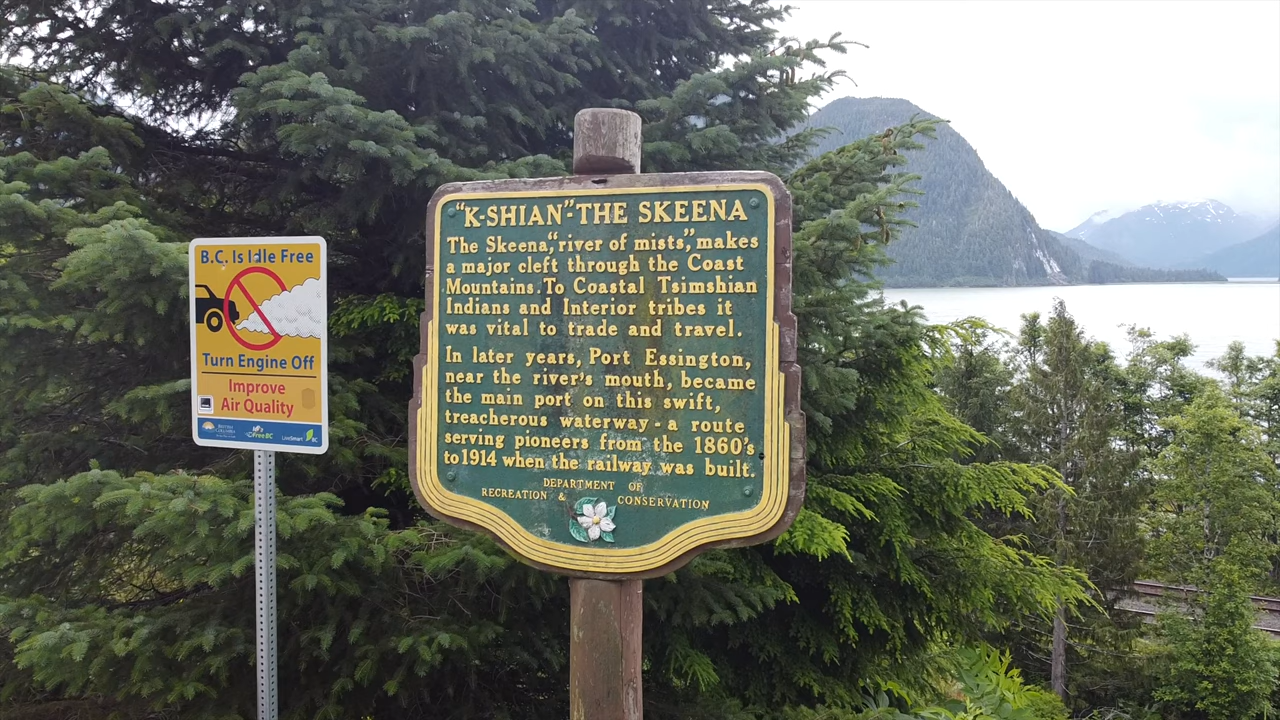 B.C. Is Idle Free
Turn Engine Off
Improve
Air Quality
BRITISH
COLUMBIA
LiveSmart BC
"K-SHIAN"-THE SKEENA
The Skeena, "river of mists," makes
a major cleft through the Coast
Mountains. To Coastal Tsimshian
Indians and Interior tribes it
was vital to trade and travel.
In later years, Port Essington,
near the river's mouth, became
the main port on this swift,
treacherous waterway - a route
serving pioneers from the 1860's
to 1914 when the railway was built.
DEPARTMENT OF
RECREATION & CONSERVATION